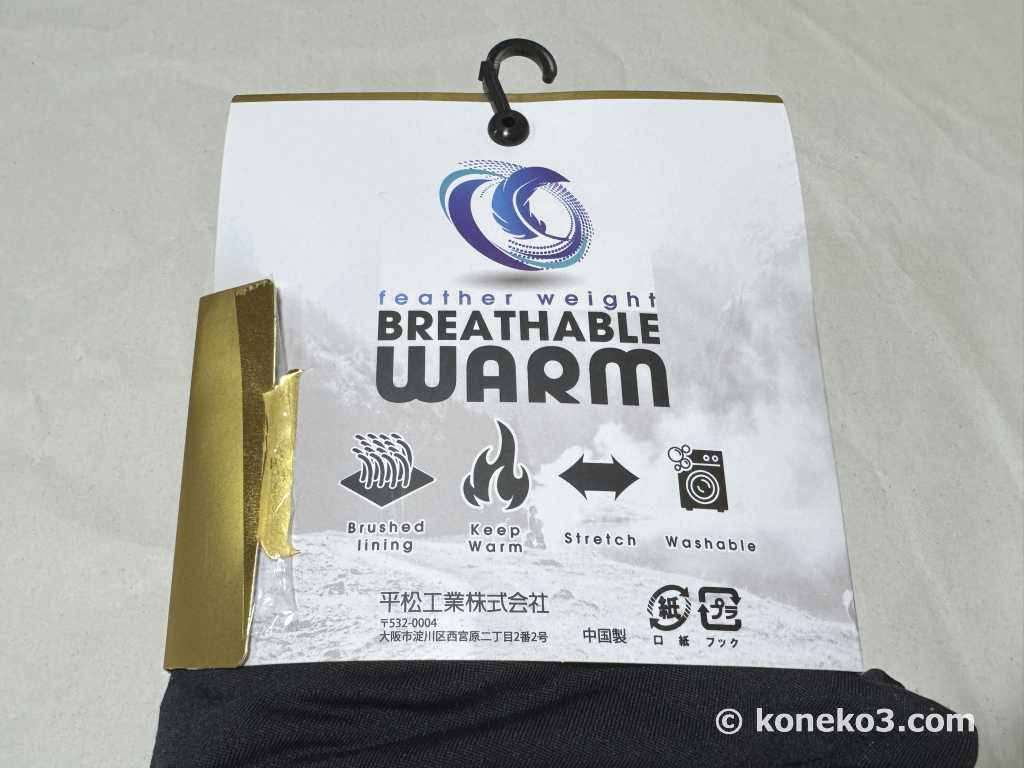 feather weight
BREATHABLE
WARM
Brushed lining
Keep Warm
Stretch
Washable
平松工業株式会社
〒532-0004
大阪市淀川区西宮原二丁目2番2号
中国製
紙
プラ
口 紙
フック
© koneko3.com